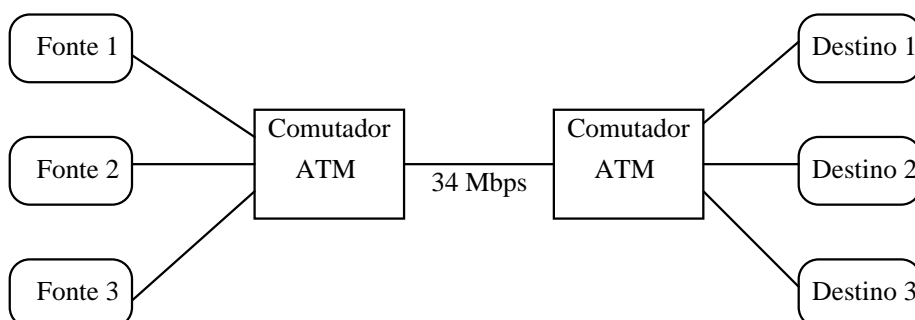 Fonte 1
Destino 1
Comutador
ATM
Comutador
ATM
Fonte 2
34 Mbps
Destino 2
Fonte 3
Destino 3